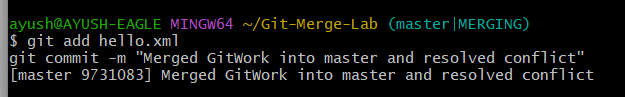 ayush@AYUSH-EAGLE MINGW64 ~/Git-Merge-Lab (master|MERGING)
$ git add hello.xml
git commit -m "Merged GitWork into master and resolved conflict"
[master 9731083] Merged GitWork into master and resolved conflict